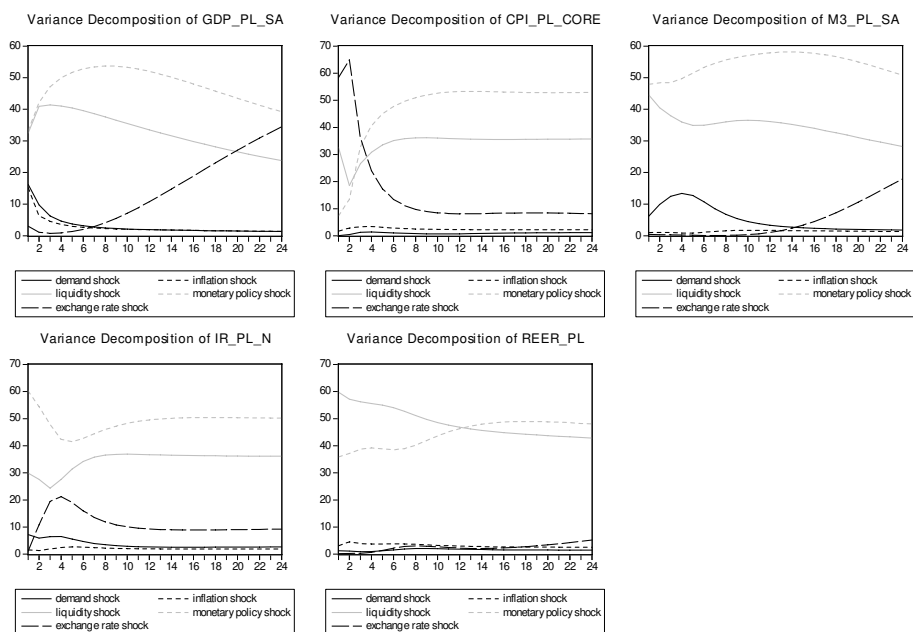 Variance Decomposition of GDP_PL_SA
60
50
40
30
20
10
0
2 4 6 8 10 12 14 16 18 20 22 24
demand shock inflation shock
liquidity shock monetary policy shock
exchange rate shock
Variance Decomposition of CPI_PL_CORE
70
60
50
40
30
20
10
0
2 4 6 8 10 12 14 16 18 20 22 24
demand shock inflation shock
liquidity shock monetary policy shock
exchange rate shock
Variance Decomposition of M3_PL_SA
60
50
40
30
20
10
0
2 4 6 8 10 12 14 16 18 20 22 24
demand shock inflation shock
liquidity shock monetary policy shock
exchange rate shock
Variance Decomposition of IR_PL_N
70
60
50
40
30
20
10
0
2 4 6 8 10 12 14 16 18 20 22 24
demand shock inflation shock
liquidity shock monetary policy shock
exchange rate shock
Variance Decomposition of REER_PL
70
60
50
40
30
20
10
0
2 4 6 8 10 12 14 16 18 20 22 24
demand shock inflation shock
liquidity shock monetary policy shock
exchange rate shock